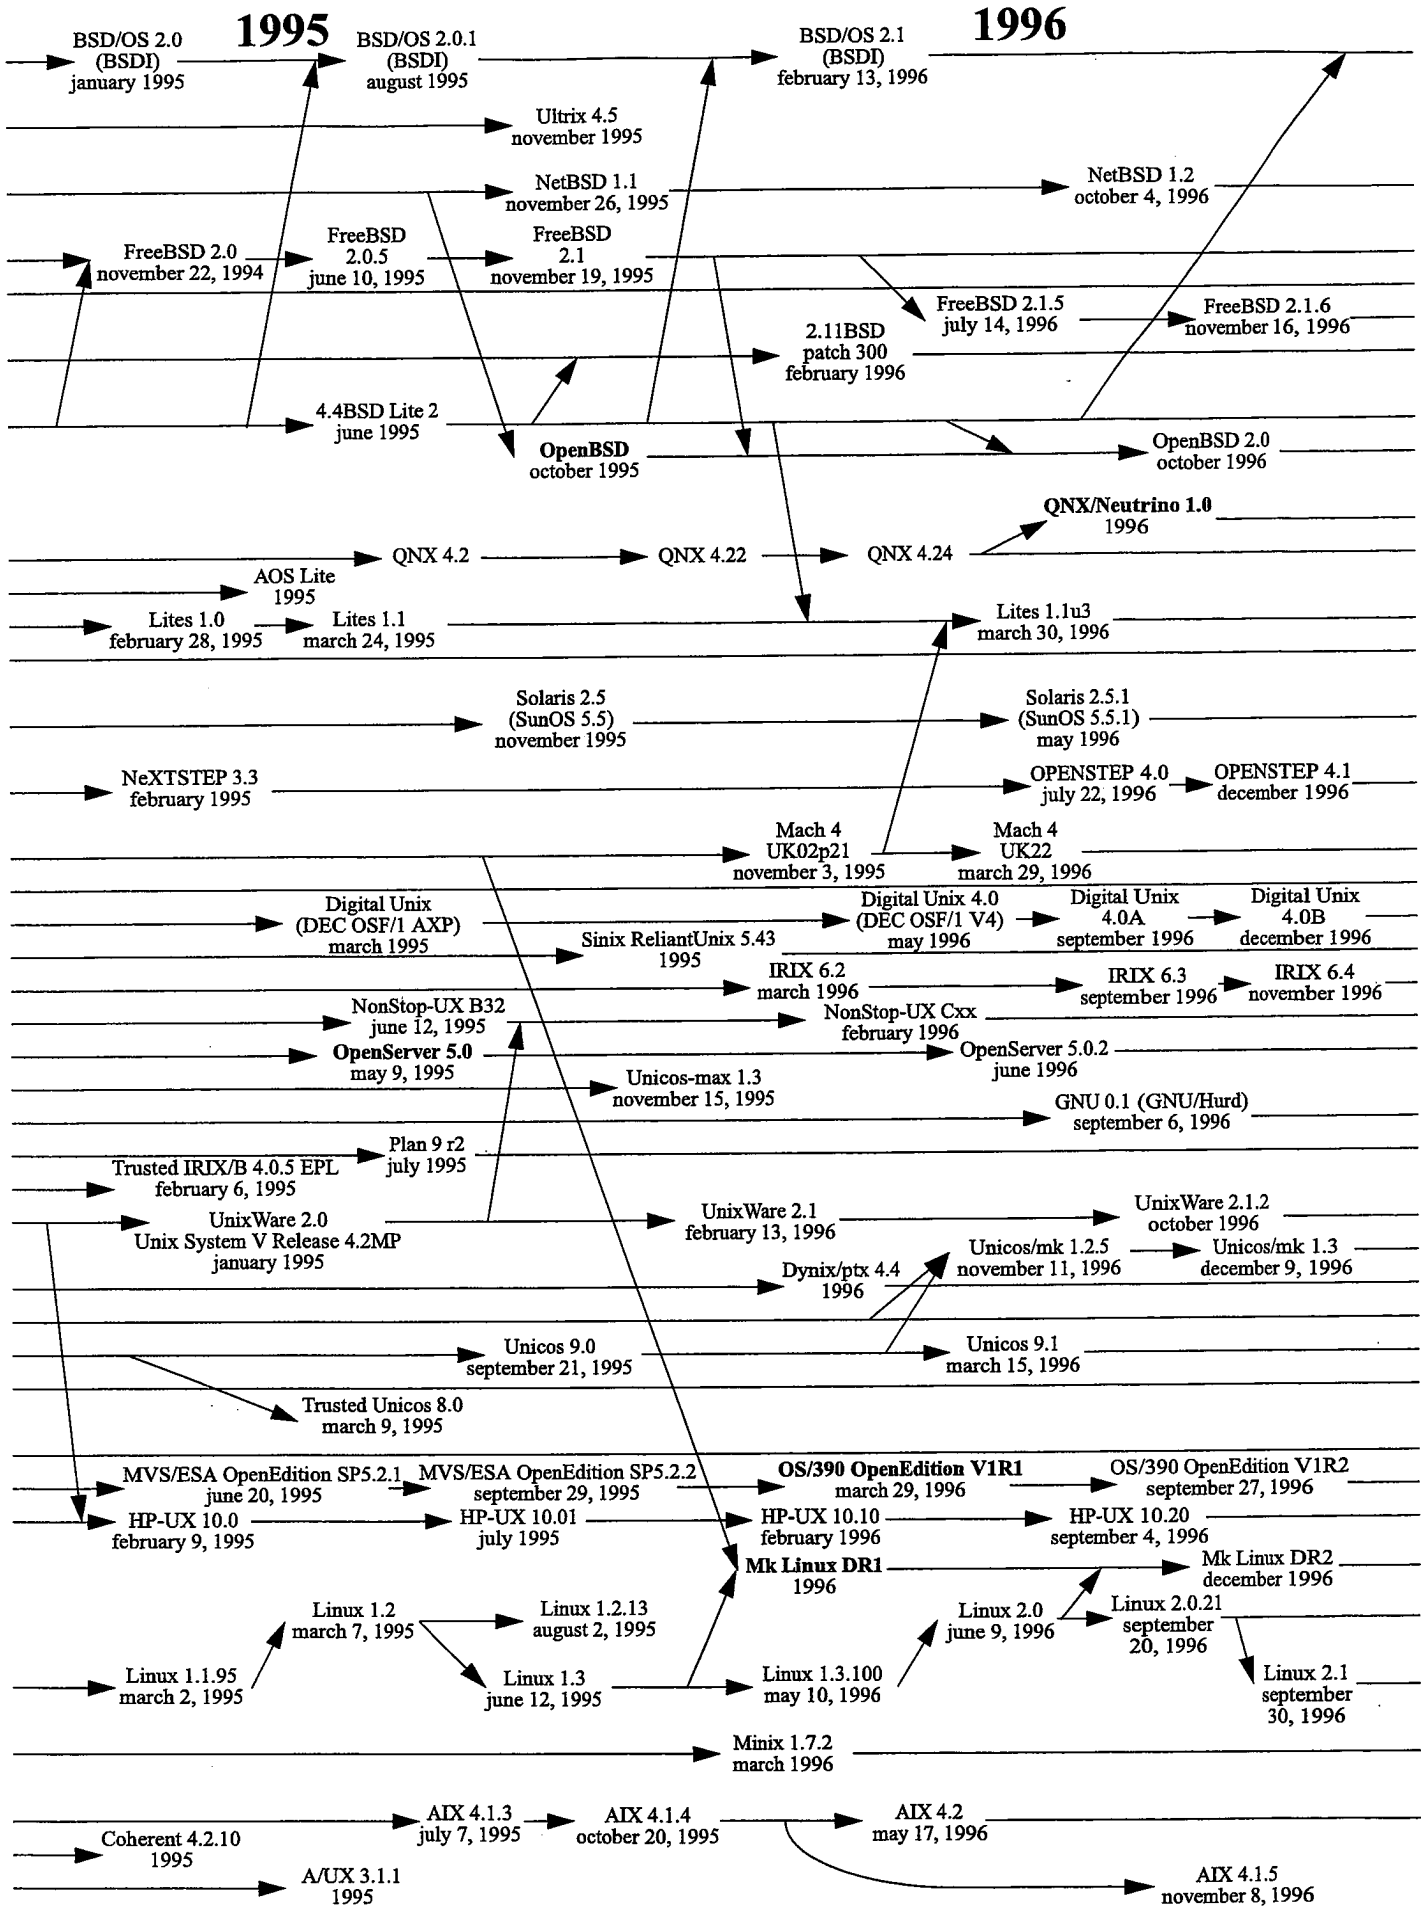 1995
1996
BSD/OS 2.0
(BSDI)
january 1995
BSD/OS 2.0.1
(BSDI)
august 1995
BSD/OS 2.1
(BSDI)
february 13, 1996
Ultrix 4.5
november 1995
NetBSD 1.1
november 26, 1995
NetBSD 1.2
october 4, 1996
FreeBSD 2.0
november 22, 1994
FreeBSD
2.0.5
june 10, 1995
FreeBSD
2.1
november 19, 1995
FreeBSD 2.1.5
july 14, 1996
FreeBSD 2.1.6
november 16, 1996
2.11BSD
patch 300
february 1996
4.4BSD Lite 2
june 1995
OpenBSD
october 1995
OpenBSD 2.0
october 1996
QNX/Neutrino 1.0
1996
QNX 4.2
QNX 4.22
QNX 4.24
AOS Lite
1995
Lites 1.0
february 28, 1995
Lites 1.1
march 24, 1995
Lites 1.1u3
march 30, 1996
Solaris 2.5
(SunOS 5.5)
november 1995
Solaris 2.5.1
(SunOS 5.5.1)
may 1996
NeXTSTEP 3.3
february 1995
OPENSTEP 4.0
july 22, 1996
OPENSTEP 4.1
december 1996
Mach 4
UK02p21
november 3, 1995
Mach 4
UK22
march 29, 1996
Digital Unix
(DEC OSF/1 AXP)
march 1995
Digital Unix 4.0
(DEC OSF/1 V4)
may 1996
Digital Unix
4.0A
september 1996
Digital Unix
4.0B
december 1996
Sinix ReliantUnix 5.43
1995
IRIX 6.2
march 1996
IRIX 6.3
september 1996
IRIX 6.4
november 1996
NonStop-UX B32
june 12, 1995
NonStop-UX Cxx
february 1996
OpenServer 5.0
may 9, 1995
OpenServer 5.0.2
june 1996
Unicos-max 1.3
november 15, 1995
GNU 0.1 (GNU/Hurd)
september 6, 1996
Plan 9 r2
july 1995
Trusted IRIX/B 4.0.5 EPL
february 6, 1995
UnixWare 2.0
Unix System V Release 4.2MP
january 1995
UnixWare 2.1
february 13, 1996
UnixWare 2.1.2
october 1996
Unicos/mk 1.2.5
november 11, 1996
Unicos/mk 1.3
december 9, 1996
Dynix/ptx 4.4
1996
Unicos 9.0
september 21, 1995
Unicos 9.1
march 15, 1996
Trusted Unicos 8.0
march 9, 1995
MVS/ESA OpenEdition SP5.2.1
june 20, 1995
MVS/ESA OpenEdition SP5.2.2
september 29, 1995
OS/390 OpenEdition V1R1
march 29, 1996
OS/390 OpenEdition V1R2
september 27, 1996
HP-UX 10.0
february 9, 1995
HP-UX 10.01
july 1995
HP-UX 10.10
february 1996
HP-UX 10.20
september 4, 1996
Mk Linux DR1
1996
Mk Linux DR2
december 1996
Linux 1.2
march 7, 1995
Linux 1.2.13
august 2, 1995
Linux 2.0
june 9, 1996
Linux 2.0.21
september
20, 1996
Linux 1.1.95
march 2, 1995
Linux 1.3
june 12, 1995
Linux 1.3.100
may 10, 1996
Linux 2.1
september
30, 1996
Minix 1.7.2
march 1996
AIX 4.1.3
july 7, 1995
AIX 4.1.4
october 20, 1995
AIX 4.2
may 17, 1996
Coherent 4.2.10
1995
A/UX 3.1.1
1995
AIX 4.1.5
november 8, 1996